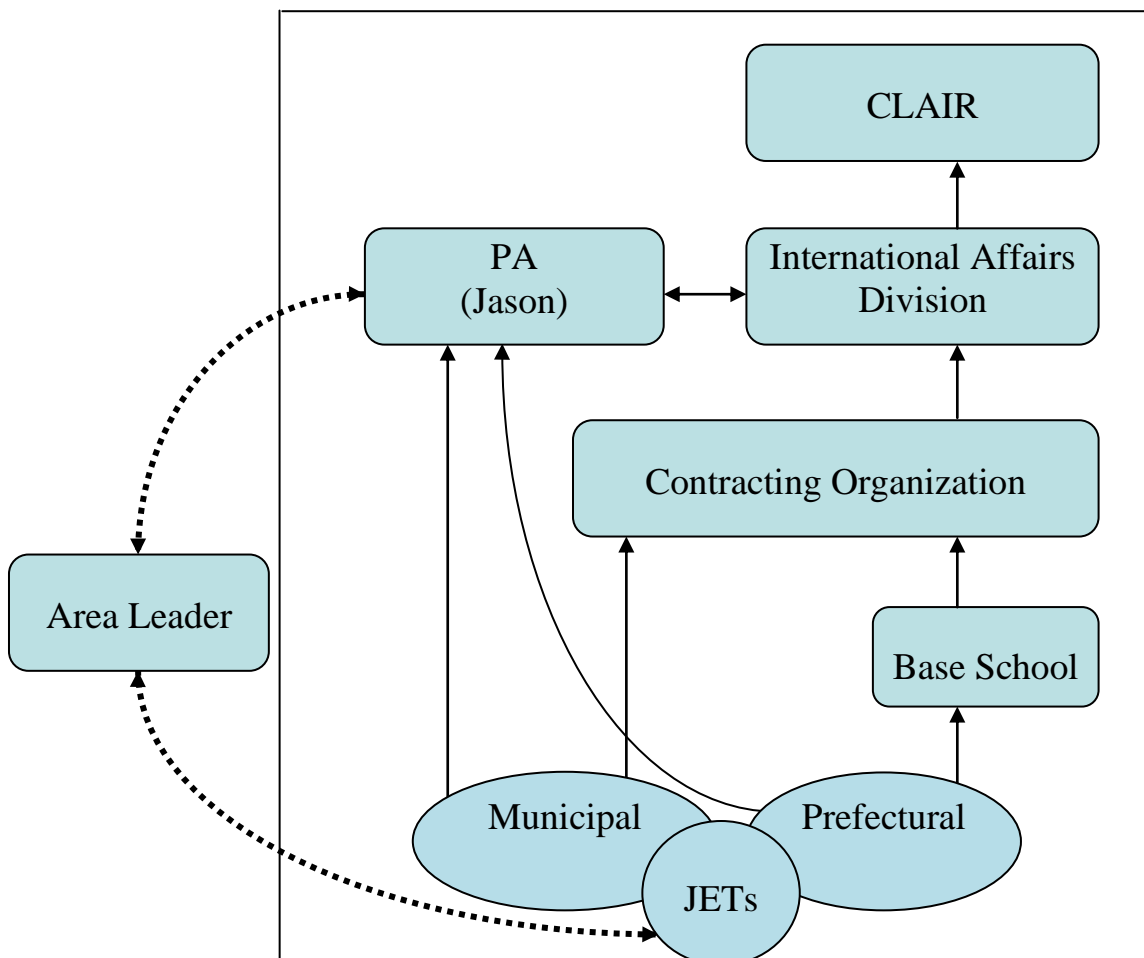 CLAIR
PA
(Jason)
International Affairs
Division
Contracting Organization
Area Leader
Base School
Municipal
Prefectural
JETs